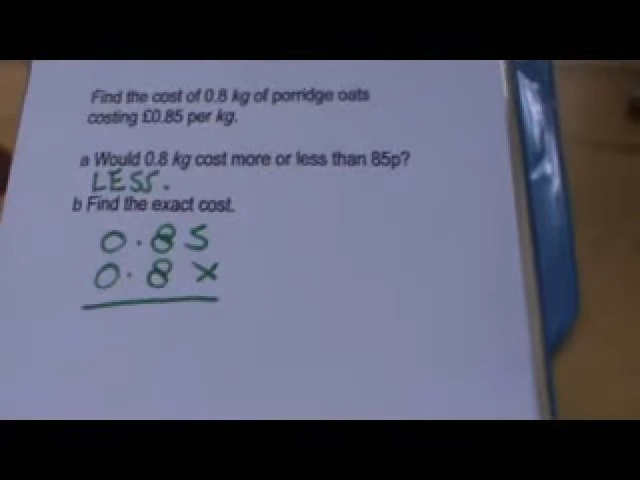 Find the cost of 0.8 kg of porridge oats
costing £0.85 per kg.
a Would 0.8 kg cost more or less than 85p?
LESS.
b Find the exact cost.
0.85
0.8 ×